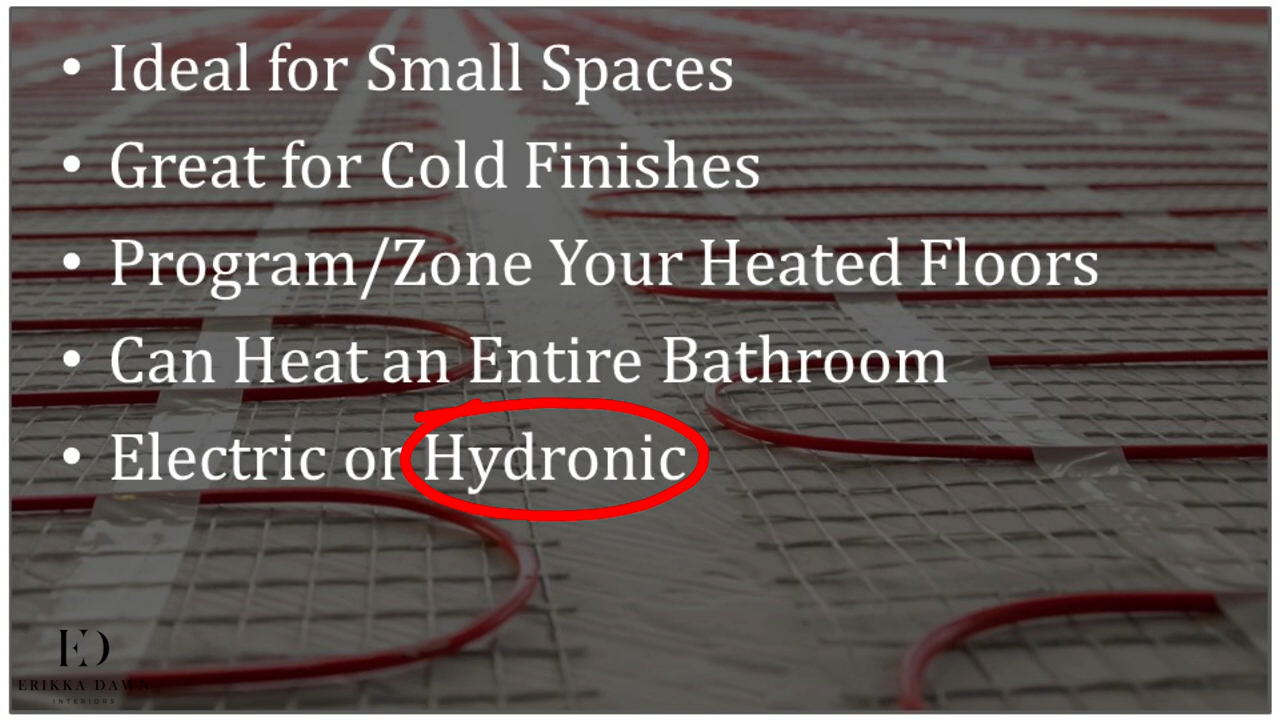 • Ideal for Small Spaces
• Great for Cold Finishes
• Program/Zone Your Heated Floors
• Can Heat an Entire Bathroom
• Electric or Hydronic
ED
ERIKKA DAWN
INTERIORS